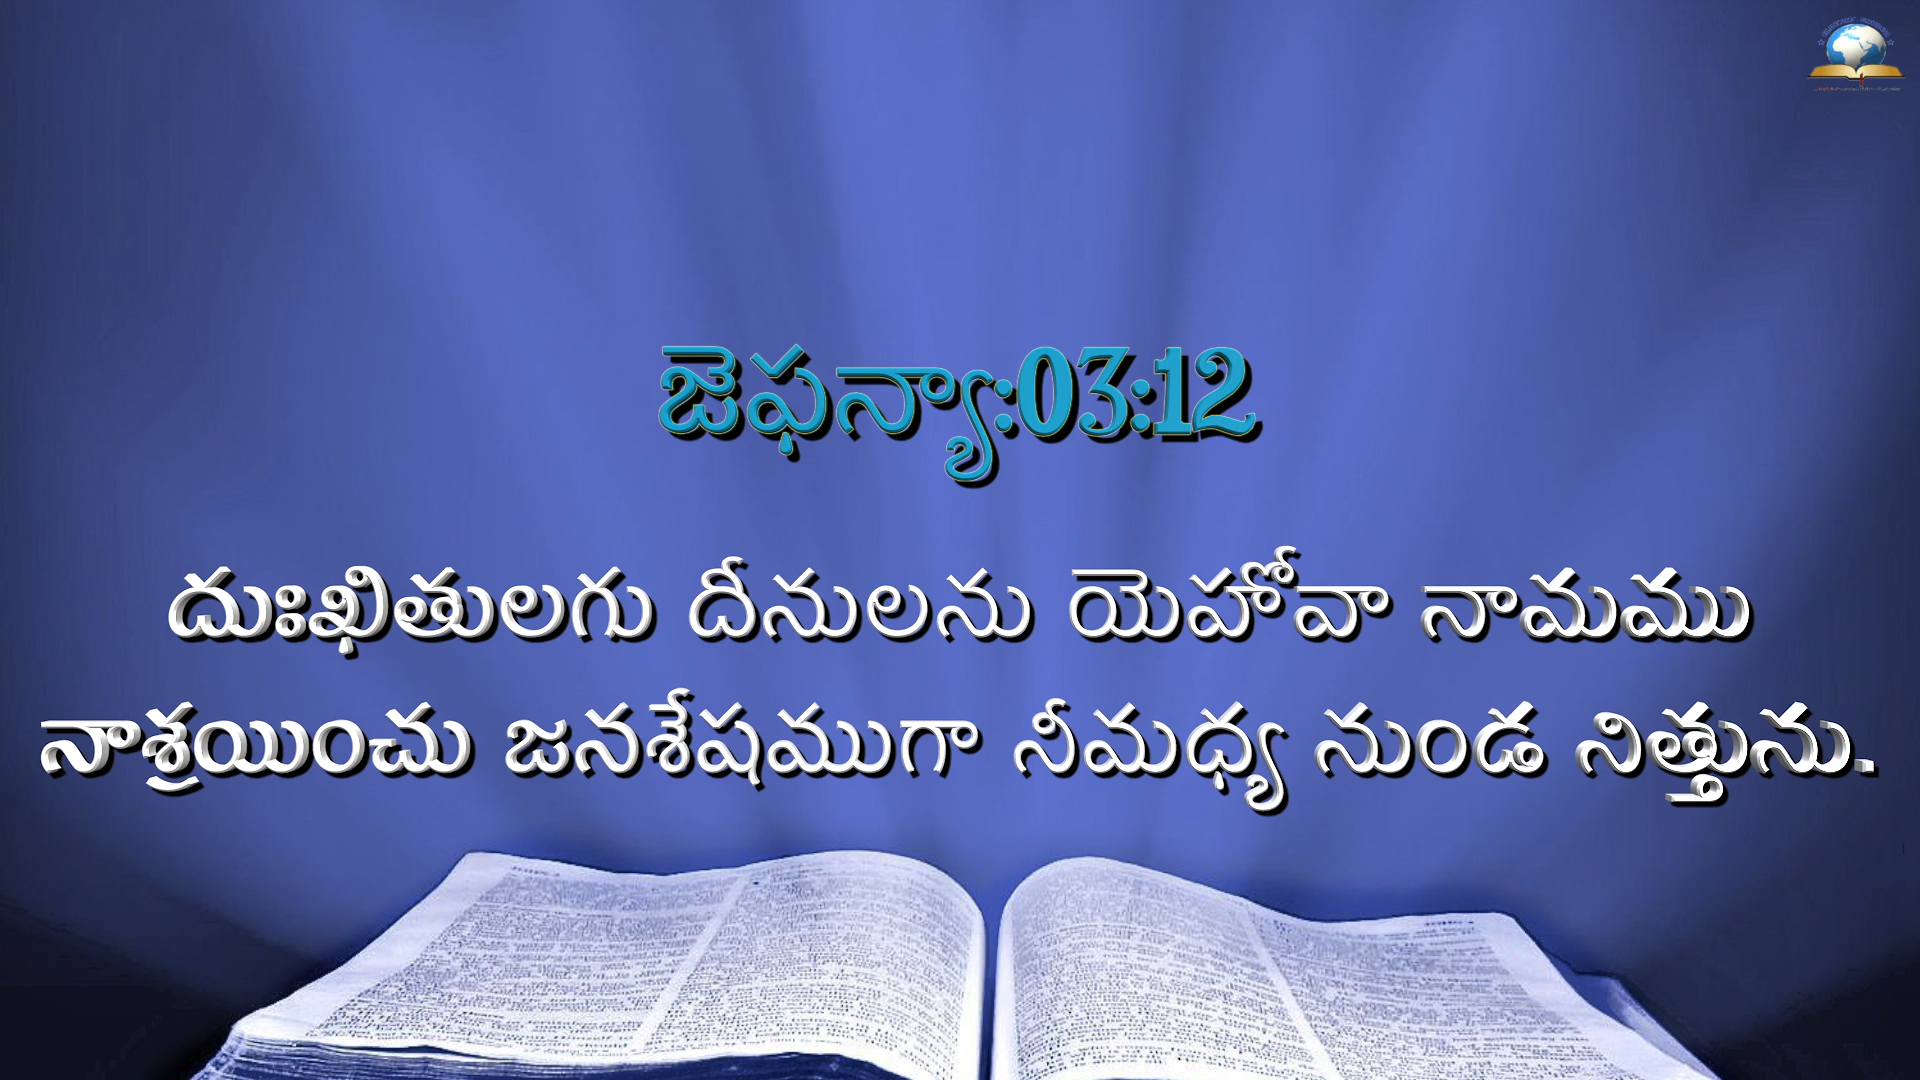 జెఫన్యా:03:12
దుఃఖితులగు దీనులను యెహోవా నామము
నాశ్రయించు జనశేషముగా నీమధ్య నుండ నిత్తును.